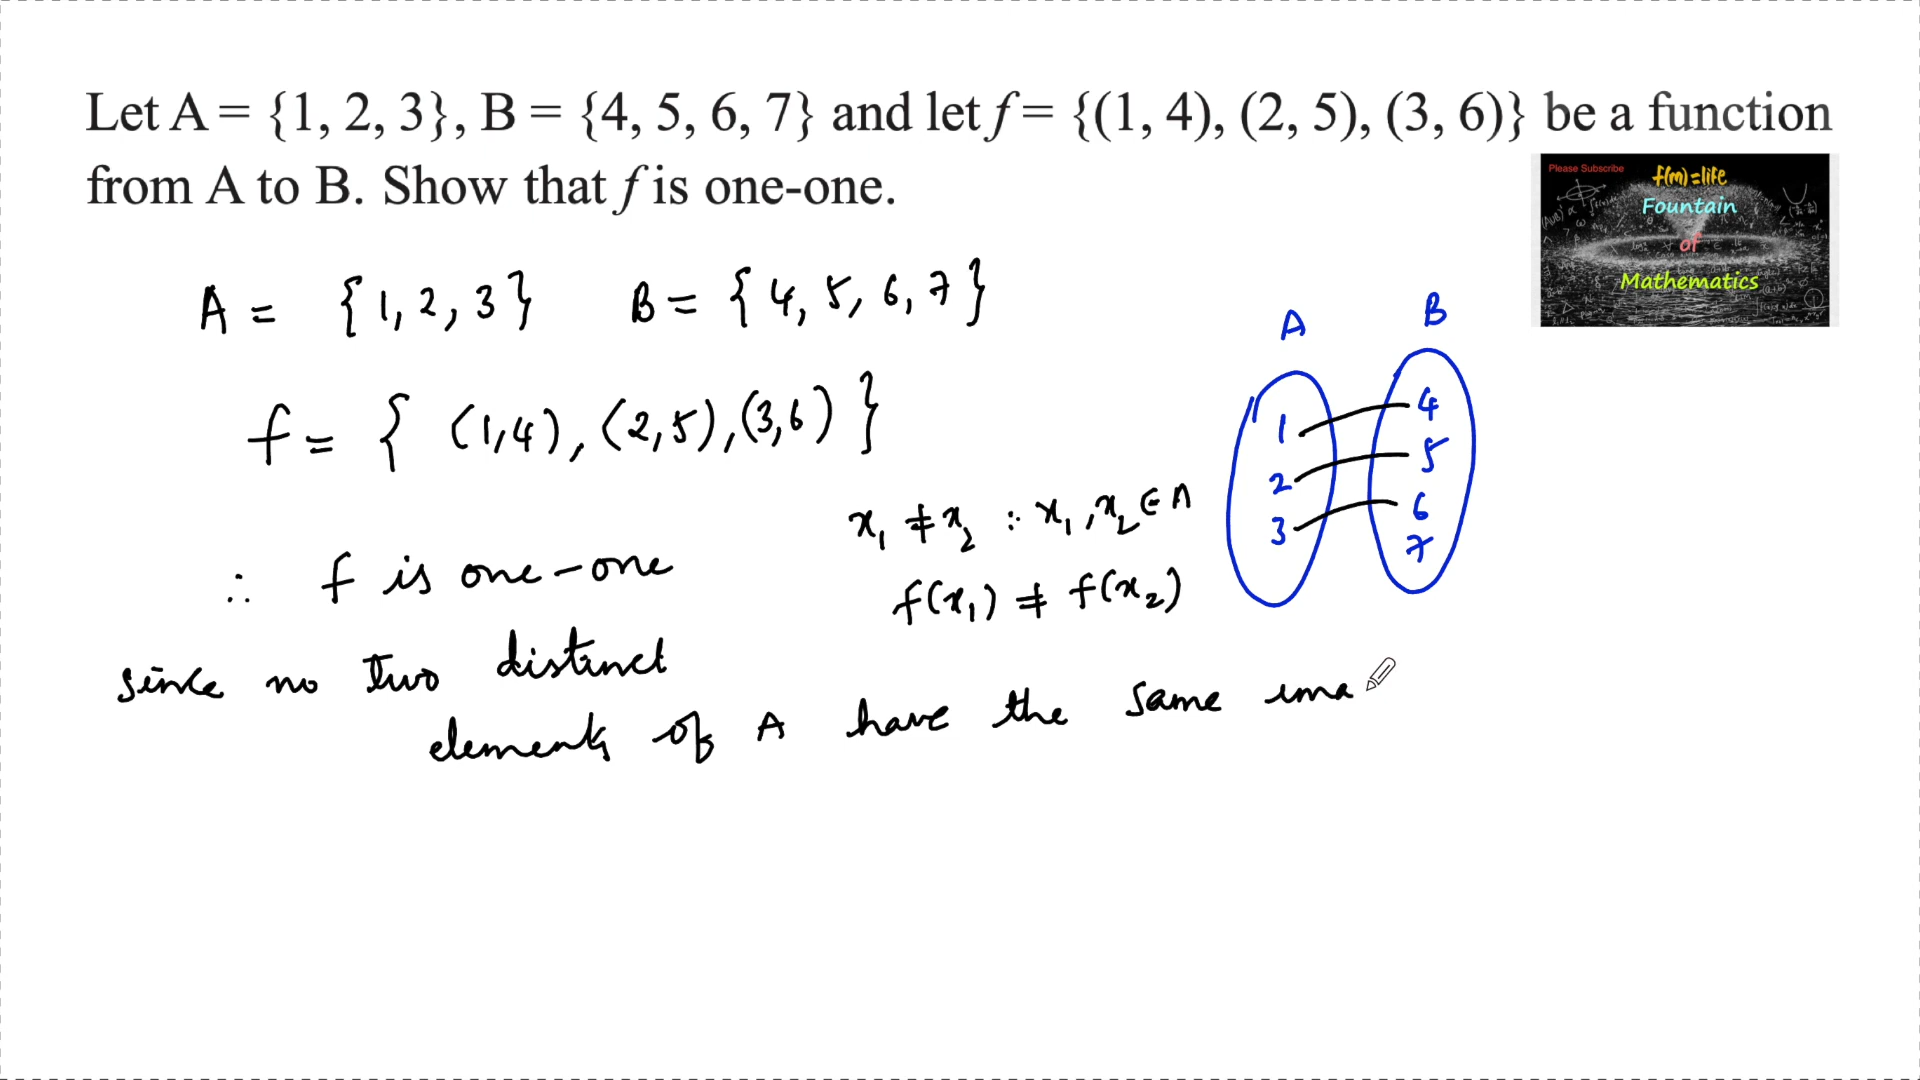 Let A = {1, 2, 3}, B = {4, 5, 6, 7} and let f = {(1, 4), (2, 5), (3, 6)} be a function
from A to B. Show that f is one-one.
Please Subscribe
f(m)=life
Fountain
of
Mathematics
A = {1, 2, 3} B = {4, 5, 6, 7}
A B
f = { (1,4), (2,5), (3,6) }
1 4
2 5
3 6
7
x₁ ≠ x₂ : x₁, x₂ ∈ A
f(x₁) ≠ f(x₂)
∴ f is one-one
since no two distinct
elements of A have the same ima